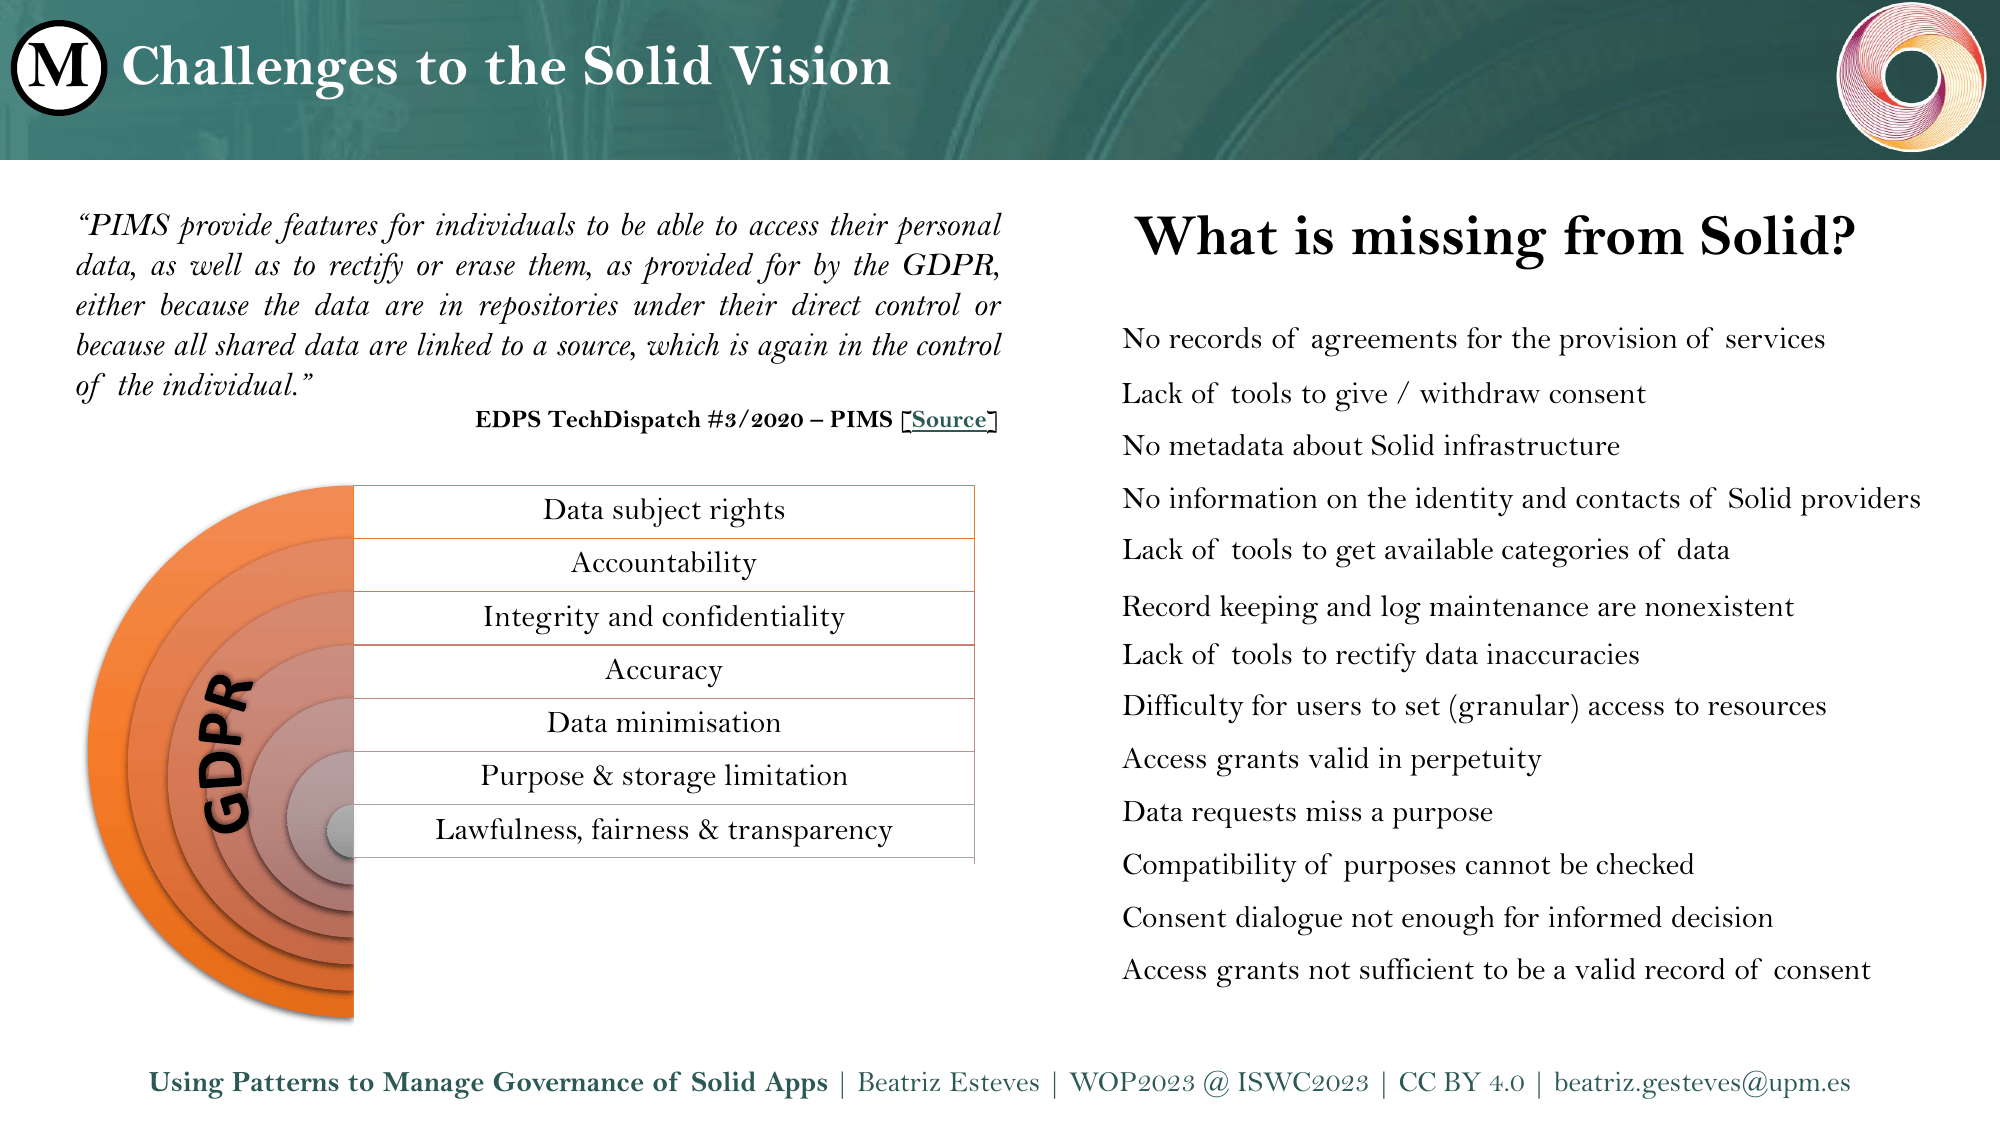 M
Challenges to the Solid Vision
“PIMS provide features for individuals to be able to access their personal
data, as well as to rectify or erase them, as provided for by the GDPR,
either because the data are in repositories under their direct control or
because all shared data are linked to a source, which is again in the control
of the individual.”
EDPS TechDispatch #3/2020 – PIMS [Source]
GDPR
Data subject rights
Accountability
Integrity and confidentiality
Accuracy
Data minimisation
Purpose & storage limitation
Lawfulness, fairness & transparency
What is missing from Solid?
No records of agreements for the provision of services
Lack of tools to give / withdraw consent
No metadata about Solid infrastructure
No information on the identity and contacts of Solid providers
Lack of tools to get available categories of data
Record keeping and log maintenance are nonexistent
Lack of tools to rectify data inaccuracies
Difficulty for users to set (granular) access to resources
Access grants valid in perpetuity
Data requests miss a purpose
Compatibility of purposes cannot be checked
Consent dialogue not enough for informed decision
Access grants not sufficient to be a valid record of consent
Using Patterns to Manage Governance of Solid Apps | Beatriz Esteves | WOP2023 @ ISWC2023 | CC BY 4.0 | beatriz.gesteves@upm.es